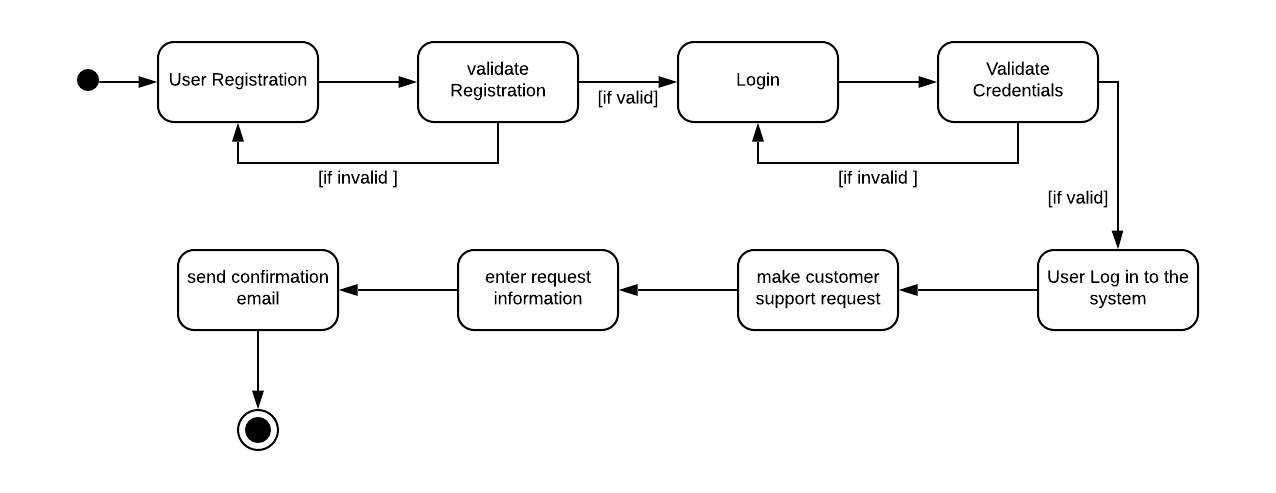 User Registration
validate
Registration
[if valid]
Login
Validate
Credentials
[if invalid ]
[if invalid ]
[if valid]
send confirmation
email
enter request
information
make customer
support request
User Log in to the
system